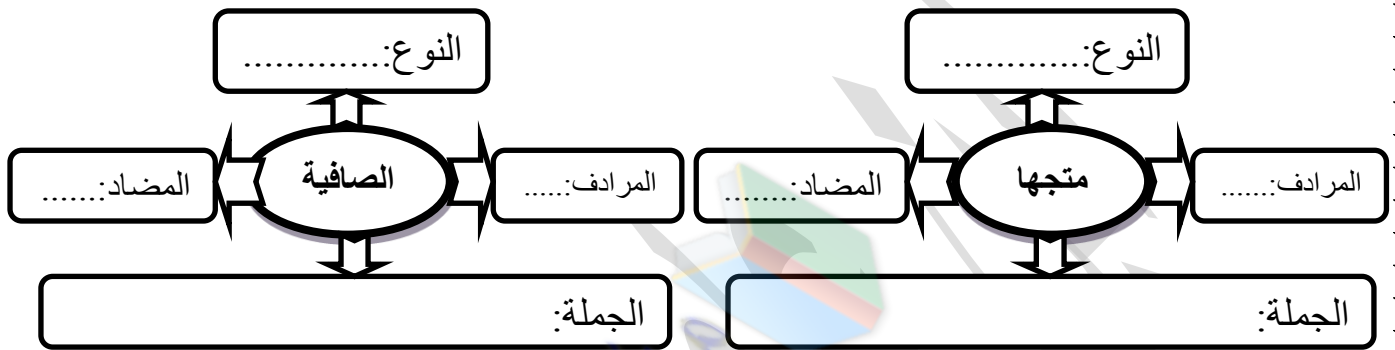 النوع:.............
النوع:.............
المرادف:.......
متجها
المضاد:........
المرادف:.....
الصافية
المضاد:.......
الجملة:
الجملة: